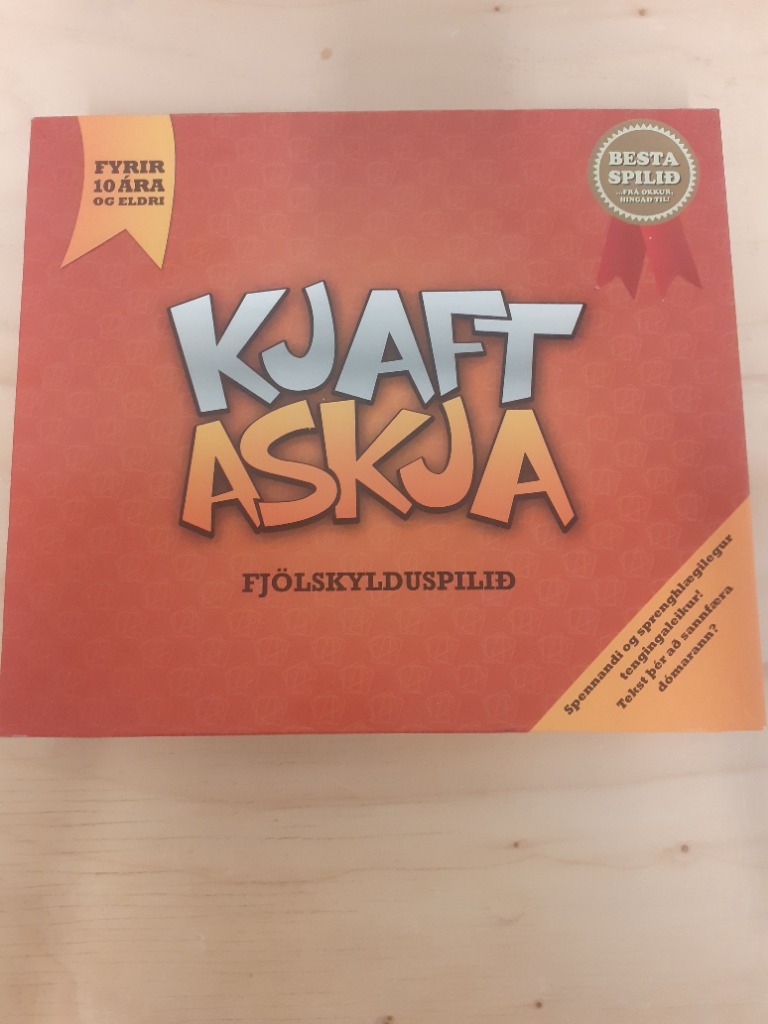 FYRIR
10 ÁRA
OG ELDRI
BESTA
SPILIÐ
...FRÁ OKKUR,
HINGAÐ TIL!
KJAFT
ASKJA
FJÖLSKYLDUSPILIÐ
Spennandi og sprenghlægilegur
tengingaleikur!
Tekst þér að sannfæra
dómarann?